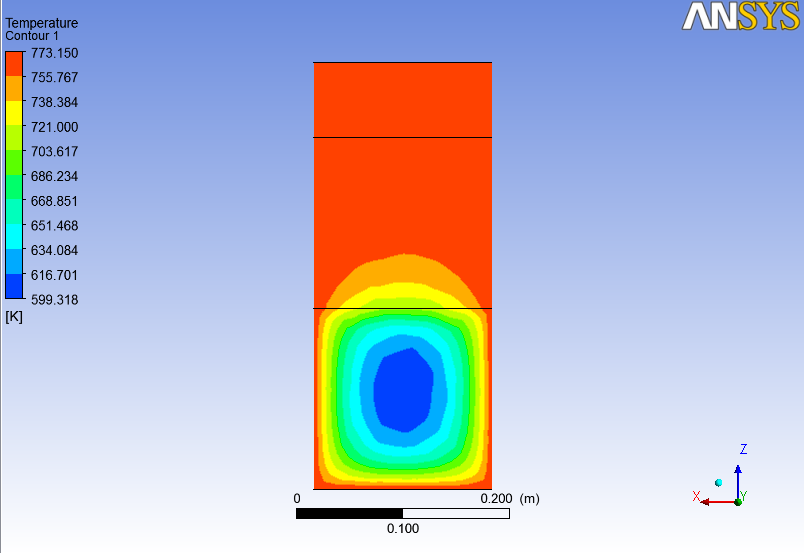 Temperature
Contour 1
ANSYS
773.150
755.767
738.384
721.000
703.617
686.234
668.851
651.468
634.084
616.701
599.318
[K]
0 0.200 (m)
0.100
Z
X Y